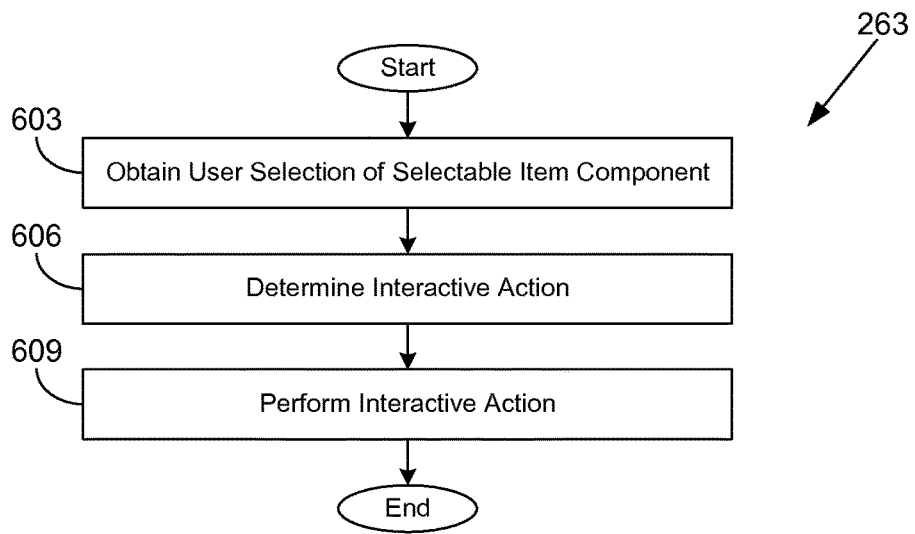 263
Start
603
Obtain User Selection of Selectable Item Component
606
Determine Interactive Action
609
Perform Interactive Action
End